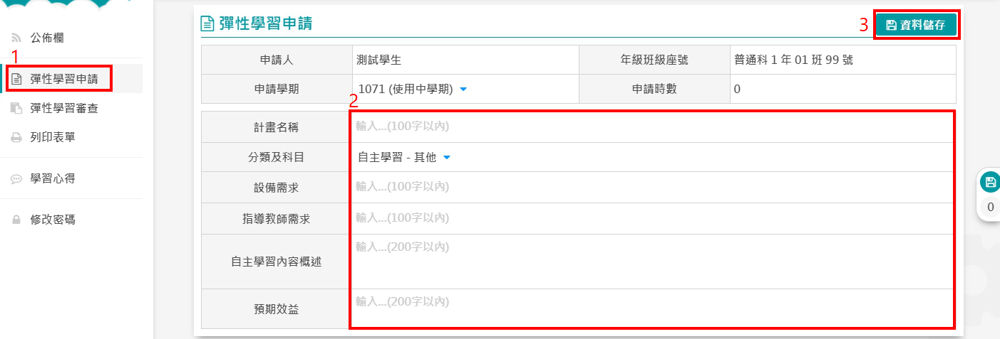 公佈欄
1
彈性學習申請
彈性學習審查
列印表單
學習心得
修改密碼
彈性學習申請
3 資料儲存
申請人 測試學生 年級班級座號 普通科 1 年 01 班 99 號
申請學期 1071 (使用中學期) 申請時數 0
2
計畫名稱 輸入...(100字以內)
分類及科目 自主學習 - 其他
設備需求 輸入...(100字以內)
指導教師需求 輸入...(100字以內)
自主學習內容概述 輸入...(200字以內)
預期效益 輸入...(200字以內)
0